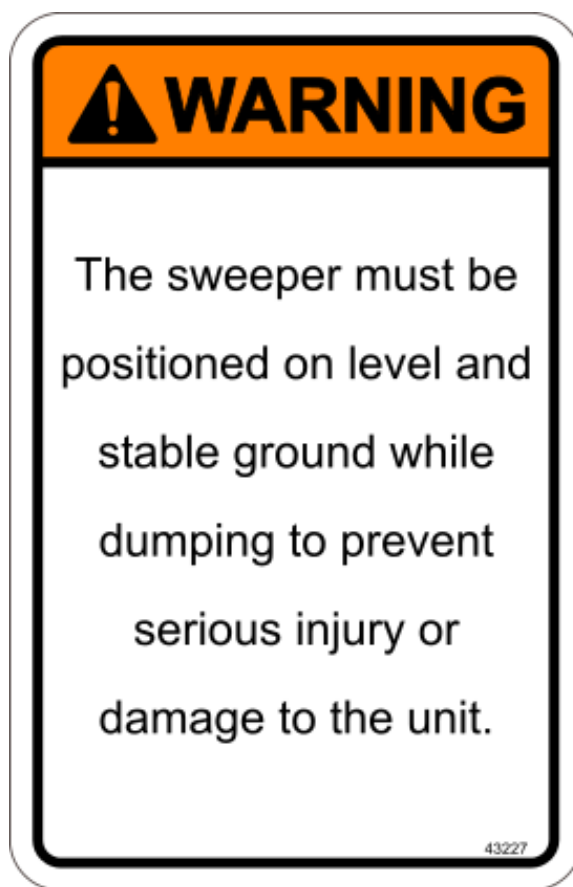 WARNING
The sweeper must be
positioned on level and
stable ground while
dumping to prevent
serious injury or
damage to the unit.
43227